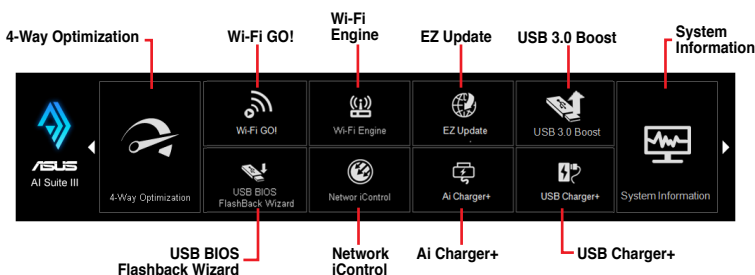 Wi-Fi
Engine
4-Way Optimization
Wi-Fi GO!
EZ Update
USB 3.0 Boost
System
Information
Wi-Fi GO!
Wi-Fi Engine
EZ Update
USB 3.0 Boost
ASUS
AI Suite III
4-Way Optimization
USB BIOS
FlashBack Wizard
Networ iControl
Ai Charger+
USB Charger+
System Information
USB BIOS
Flashback Wizard
Network
iControl
Ai Charger+
USB Charger+